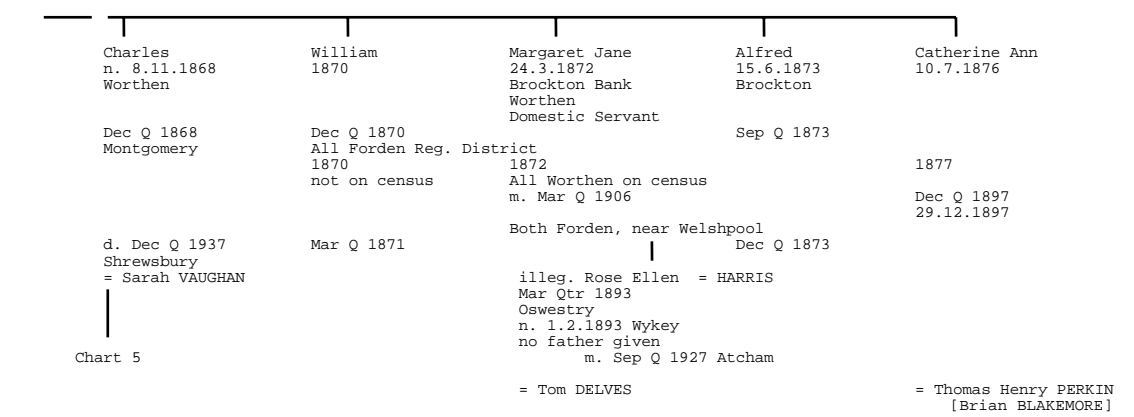 Charles William Margaret Jane Alfred Catherine Ann
n. 8.11.1868 1870 24.3.1872 15.6.1873 10.7.1876
Worthen Brockton Bank Brockton
Worthen
Domestic Servant
Dec Q 1868 Dec Q 1870 Sep Q 1873
Montgomery All Forden Reg. District
1870 1872 1877
not on census All Worthen on census
m. Mar Q 1906 Dec Q 1897
29.12.1897
Both Forden, near Welshpool
d. Dec Q 1937 Mar Q 1871 Dec Q 1873
Shrewsbury
= Sarah VAUGHAN illeg. Rose Ellen = HARRIS
Mar Qtr 1893
Oswestry
n. 1.2.1893 Wykey
no father given
Chart 5 m. Sep Q 1927 Atcham
= Tom DELVES = Thomas Henry PERKIN
[Brian BLAKEMORE]